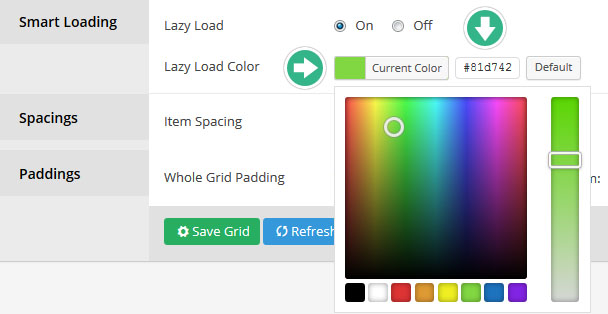 Smart Loading
Lazy Load
On
Off
Lazy Load Color
Current Color
#81d742
Default
Spacings
Item Spacing
Paddings
Whole Grid Padding
m:
Save Grid
Refresh